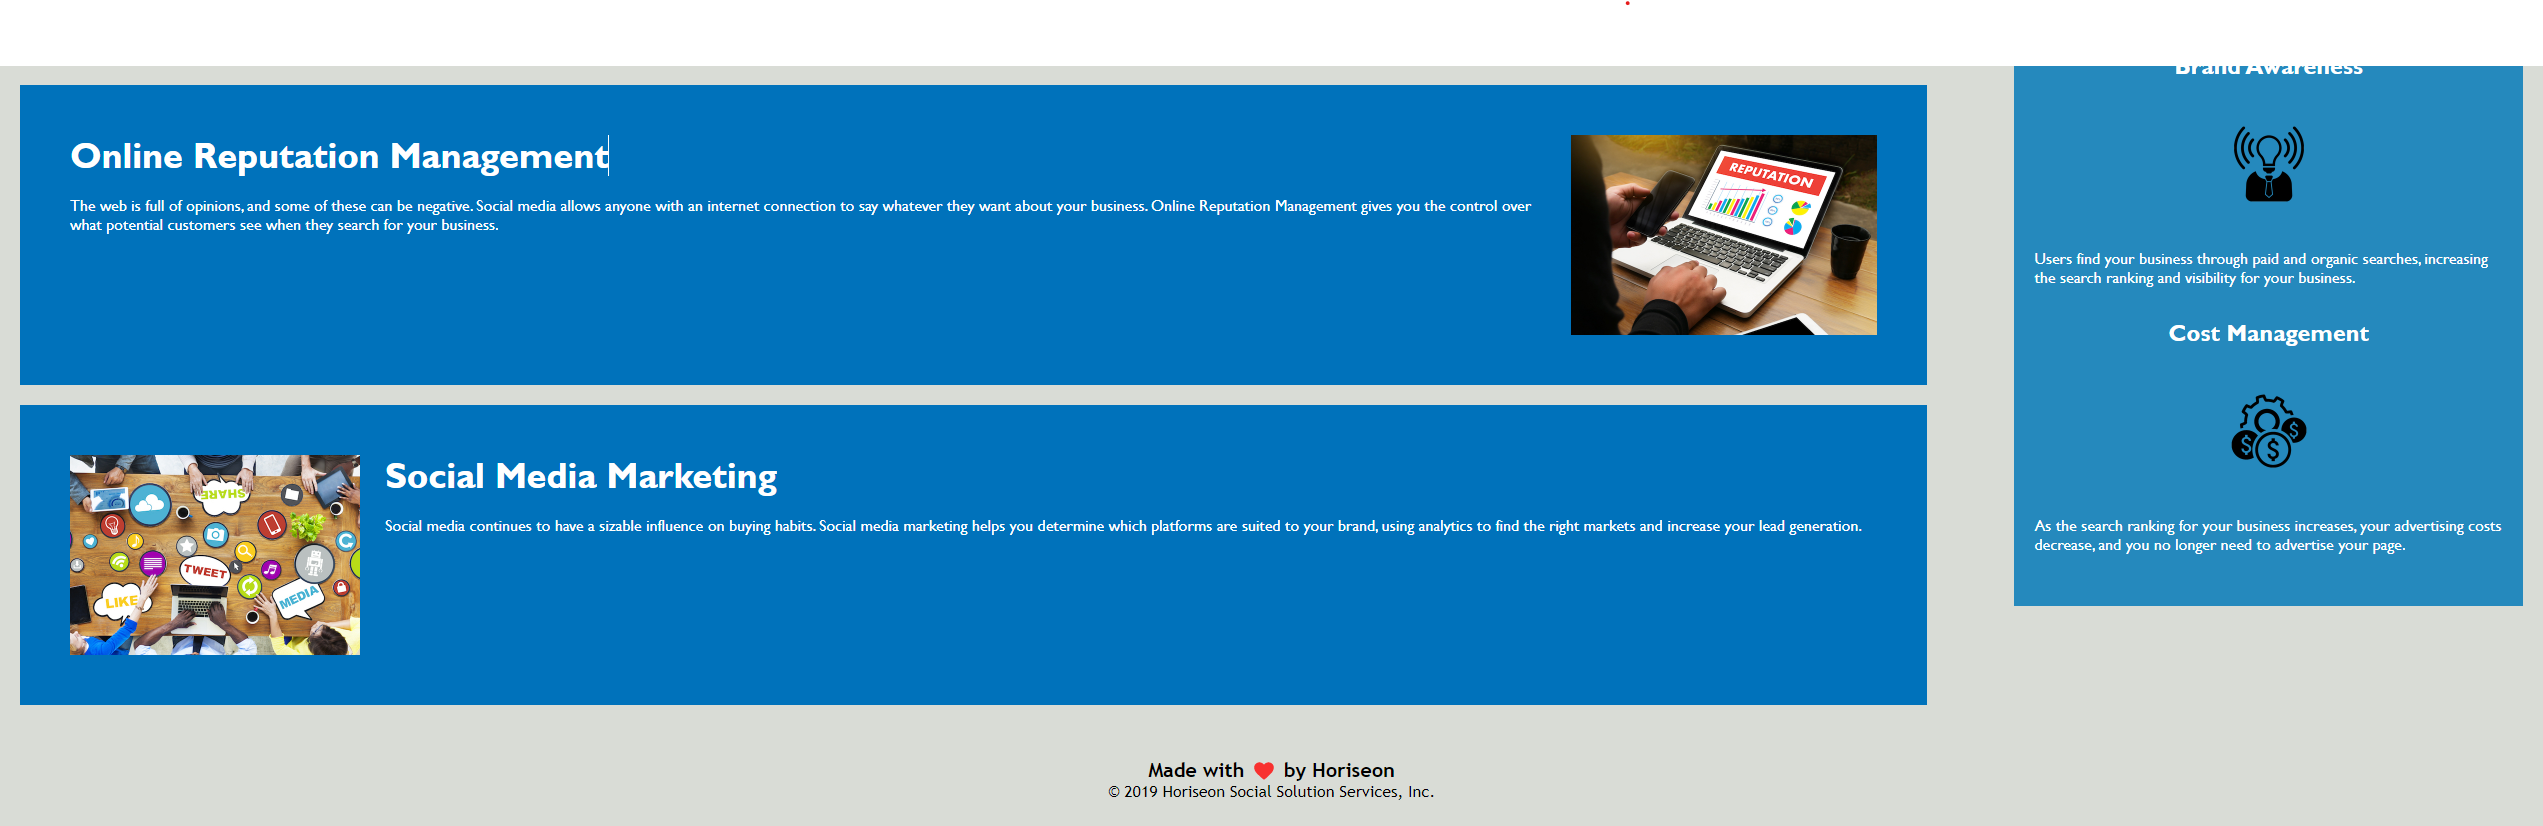 Brand Awareness
Online Reputation Management
The web is full of opinions, and some of these can be negative. Social media allows anyone with an internet connection to say whatever they want about your business. Online Reputation Management gives you the control over
what potential customers see when they search for your business.
REPUTATION
Users find your business through paid and organic searches, increasing
the search ranking and visibility for your business.
Cost Management
Social Media Marketing
Social media continues to have a sizable influence on buying habits. Social media marketing helps you determine which platforms are suited to your brand, using analytics to find the right markets and increase your lead generation.
SHARE
TWEET
LIKE
MEDIA
$ $ $
As the search ranking for your business increases, your advertising costs
decrease, and you no longer need to advertise your page.
Made with ❤ by Horiseon
© 2019 Horiseon Social Solution Services, Inc.